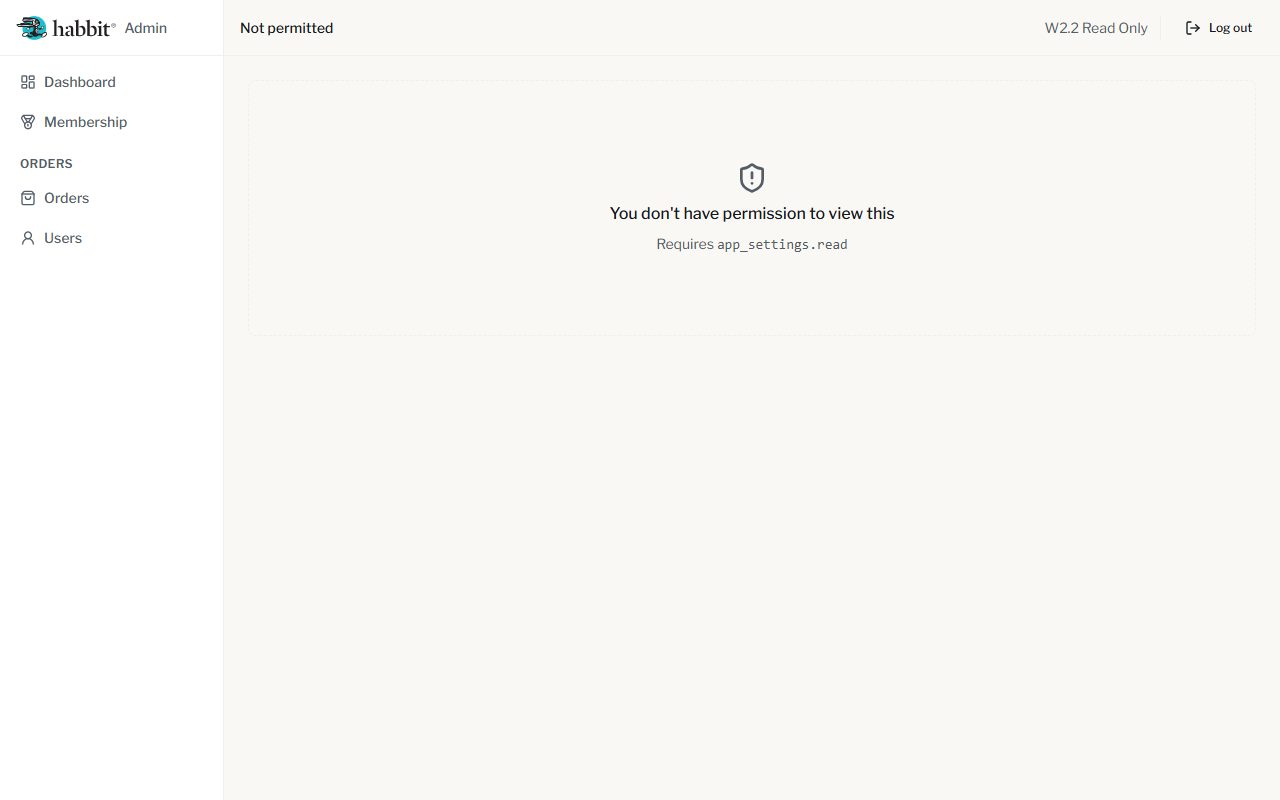 habbit® Admin
Not permitted
W2.2 Read Only
Log out
Dashboard
Membership
ORDERS
Orders
Users
You don't have permission to view this
Requires app_settings.read